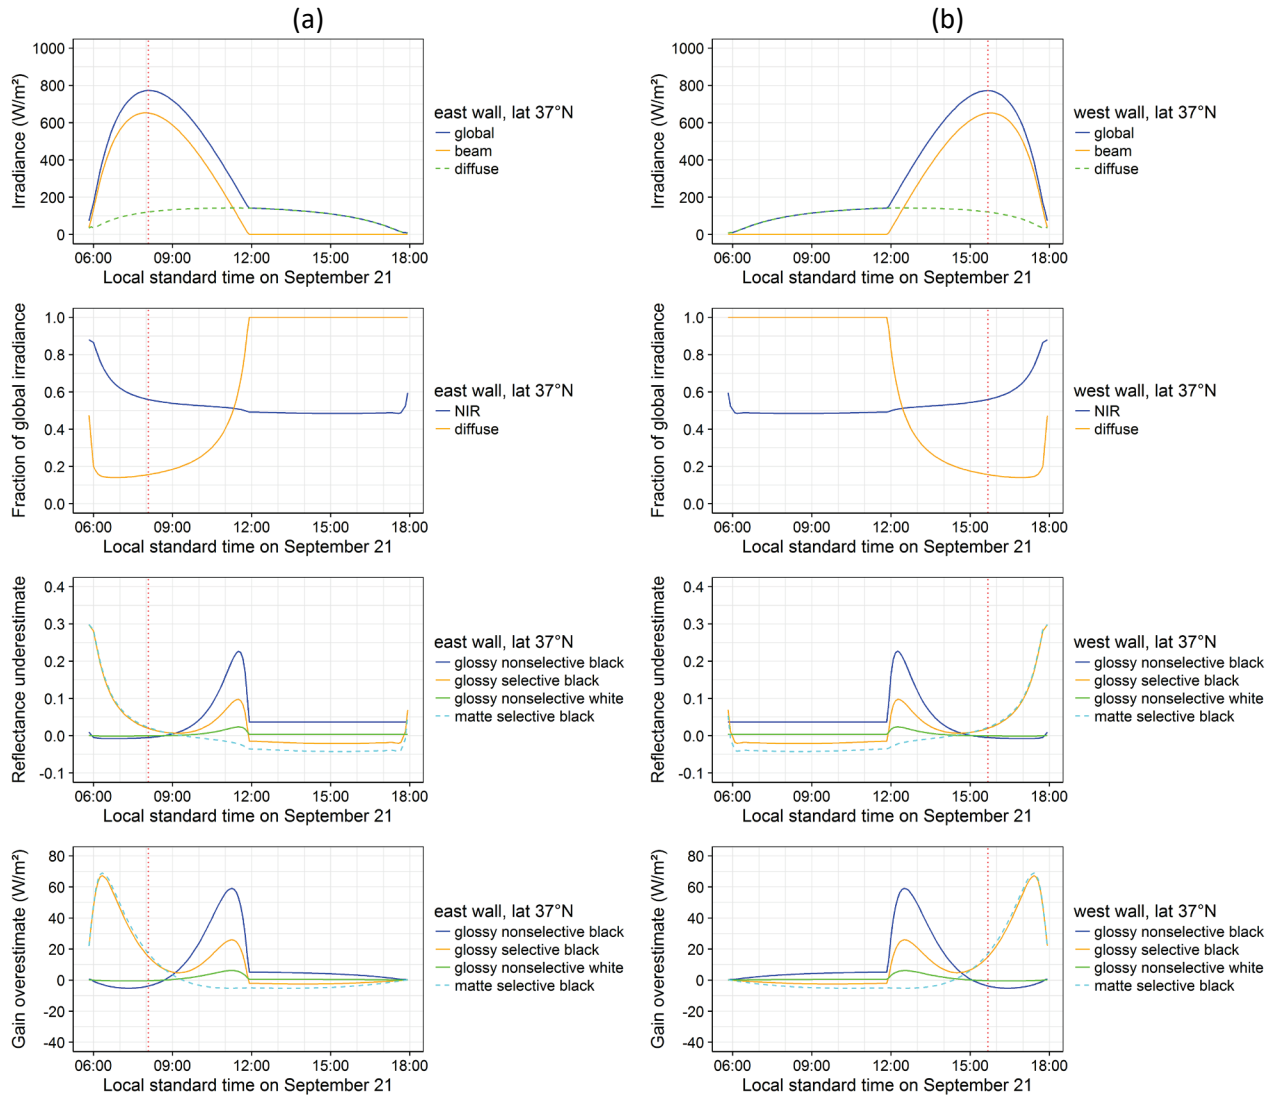 (a)
1000
800
600
400
200
0
Irradiance (W/m²)
06:00 09:00 12:00 15:00 18:00
Local standard time on September 21
east wall, lat 37°N
global
beam
diffuse
1.0
0.8
0.6
0.4
0.2
0.0
Fraction of global irradiance
06:00 09:00 12:00 15:00 18:00
Local standard time on September 21
east wall, lat 37°N
NIR
diffuse
0.4
0.3
0.2
0.1
0.0
-0.1
Reflectance underestimate
06:00 09:00 12:00 15:00 18:00
Local standard time on September 21
east wall, lat 37°N
glossy nonselective black
glossy selective black
glossy nonselective white
matte selective black
80
60
40
20
0
-20
-40
Gain overestimate (W/m²)
06:00 09:00 12:00 15:00 18:00
Local standard time on September 21
east wall, lat 37°N
glossy nonselective black
glossy selective black
glossy nonselective white
matte selective black
(b)
1000
800
600
400
200
0
Irradiance (W/m²)
06:00 09:00 12:00 15:00 18:00
Local standard time on September 21
west wall, lat 37°N
global
beam
diffuse
1.0
0.8
0.6
0.4
0.2
0.0
Fraction of global irradiance
06:00 09:00 12:00 15:00 18:00
Local standard time on September 21
west wall, lat 37°N
NIR
diffuse
0.4
0.3
0.2
0.1
0.0
-0.1
Reflectance underestimate
06:00 09:00 12:00 15:00 18:00
Local standard time on September 21
west wall, lat 37°N
glossy nonselective black
glossy selective black
glossy nonselective white
matte selective black
80
60
40
20
0
-20
-40
Gain overestimate (W/m²)
06:00 09:00 12:00 15:00 18:00
Local standard time on September 21
west wall, lat 37°N
glossy nonselective black
glossy selective black
glossy nonselective white
matte selective black